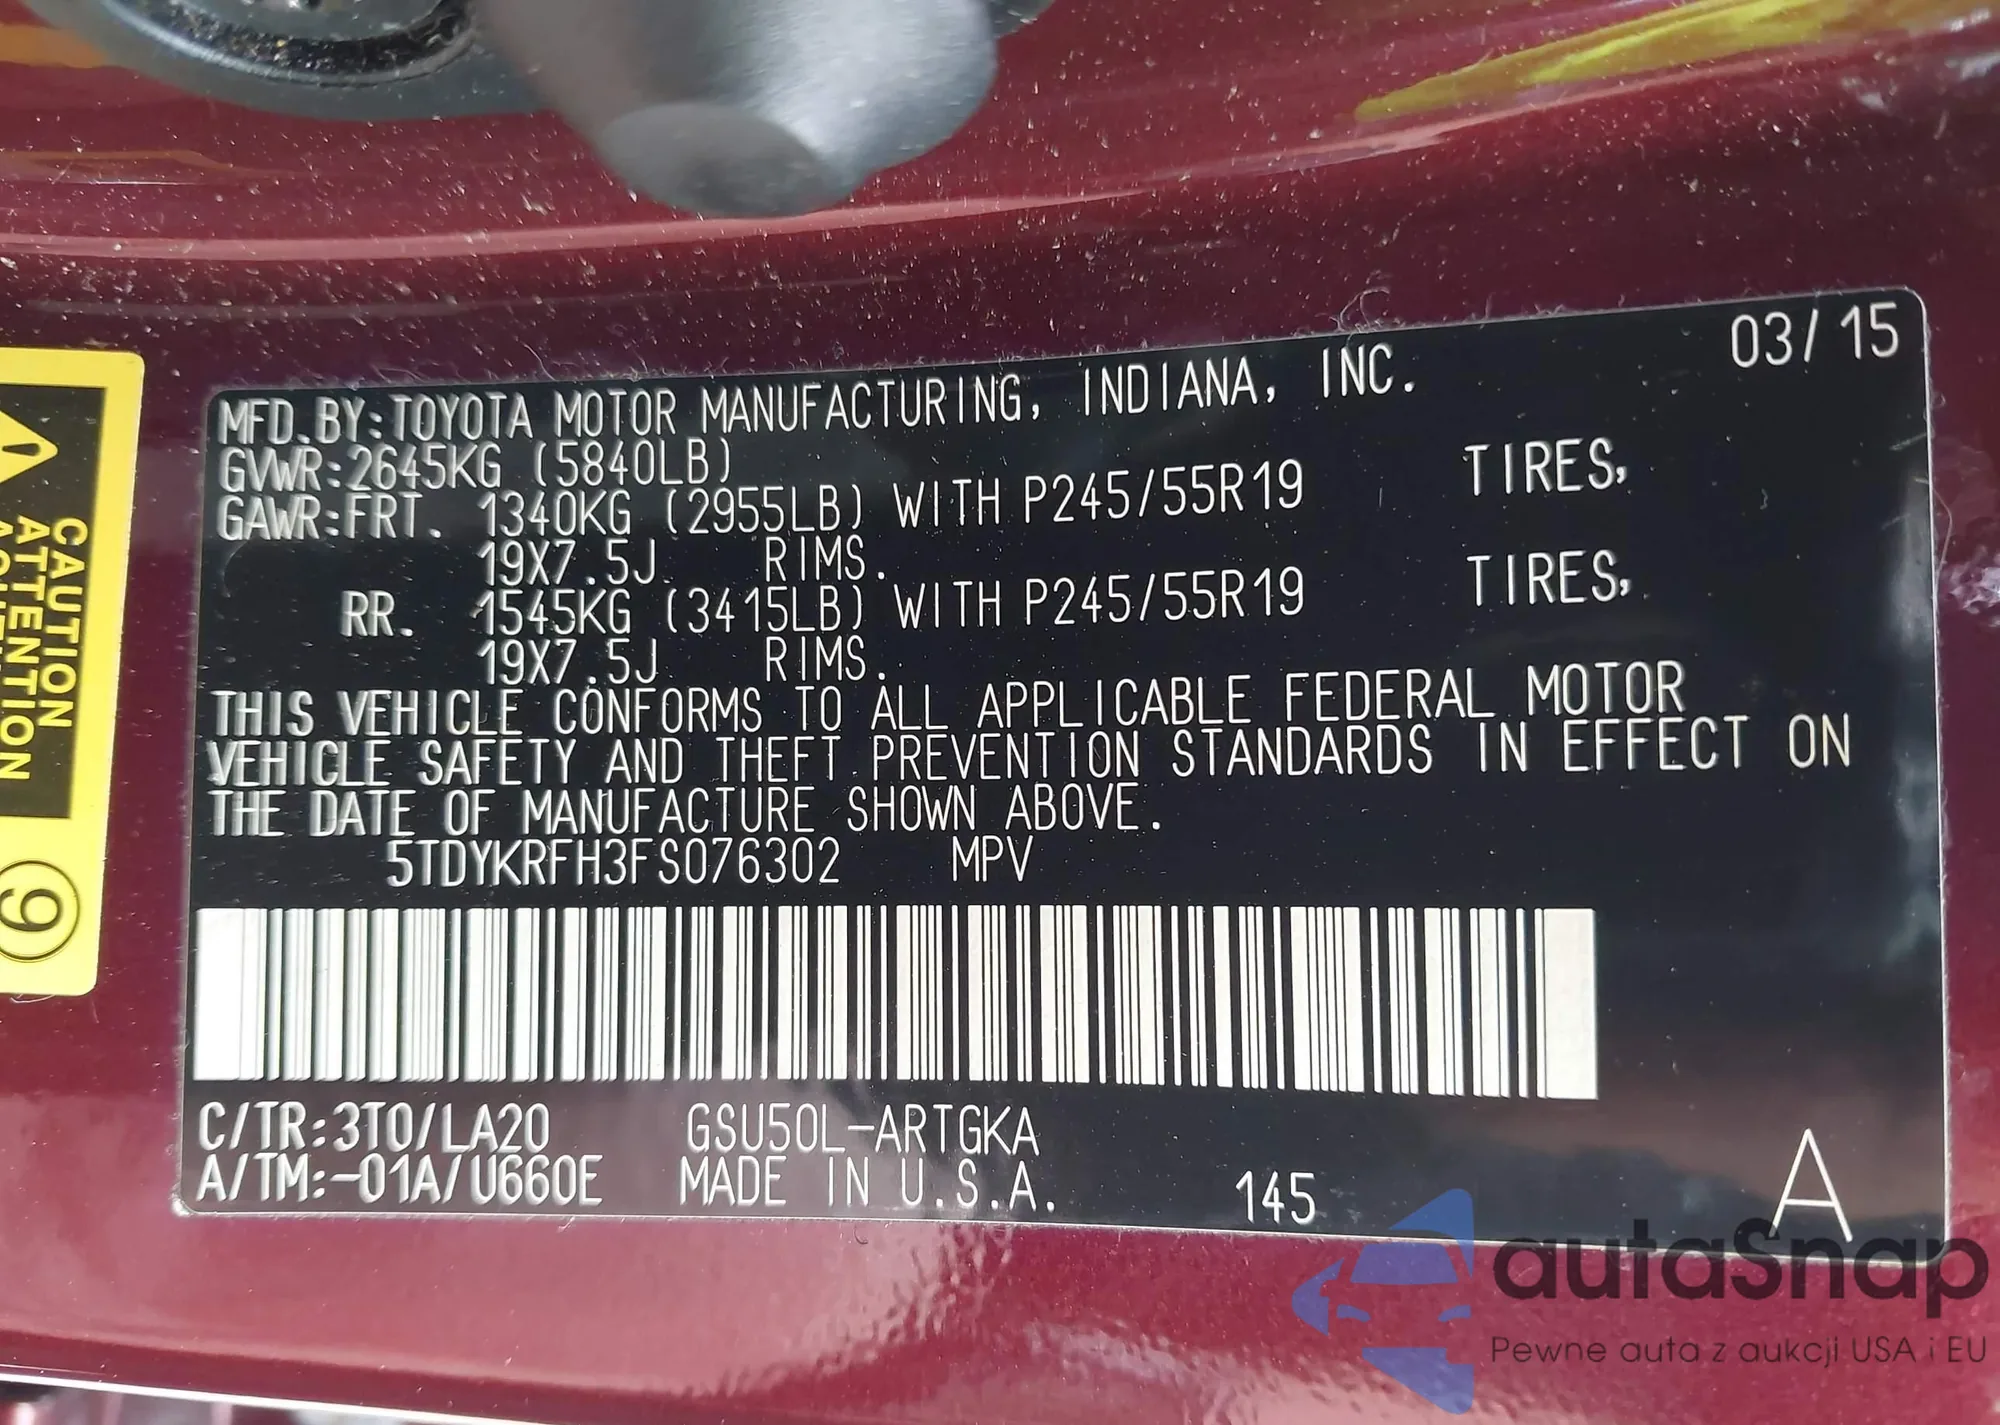 03/15
MFD.BY:TOYOTA MOTOR MANUFACTURING, INDIANA, INC.
GVWR:2645KG (5840LB)
GAWR:FRT. 1340KG (2955LB) WITH P245/55R19 TIRES,
19X7.5J RIMS.
RR. 1545KG (3415LB) WITH P245/55R19 TIRES,
19X7.5J RIMS.
THIS VEHICLE CONFORMS TO ALL APPLICABLE FEDERAL MOTOR
VEHICLE SAFETY AND THEFT PREVENTION STANDARDS IN EFFECT ON
THE DATE OF MANUFACTURE SHOWN ABOVE.
5TDYKRFH3FS076302 MPV
C/TR:3T0/LA20 GSU50L-ARTGKA
A/TM:-01A/U660E MADE IN U.S.A. 145 A
CAUTION
ATTENTION
9
autaSnap
Pewne auta z aukcji USA i EU